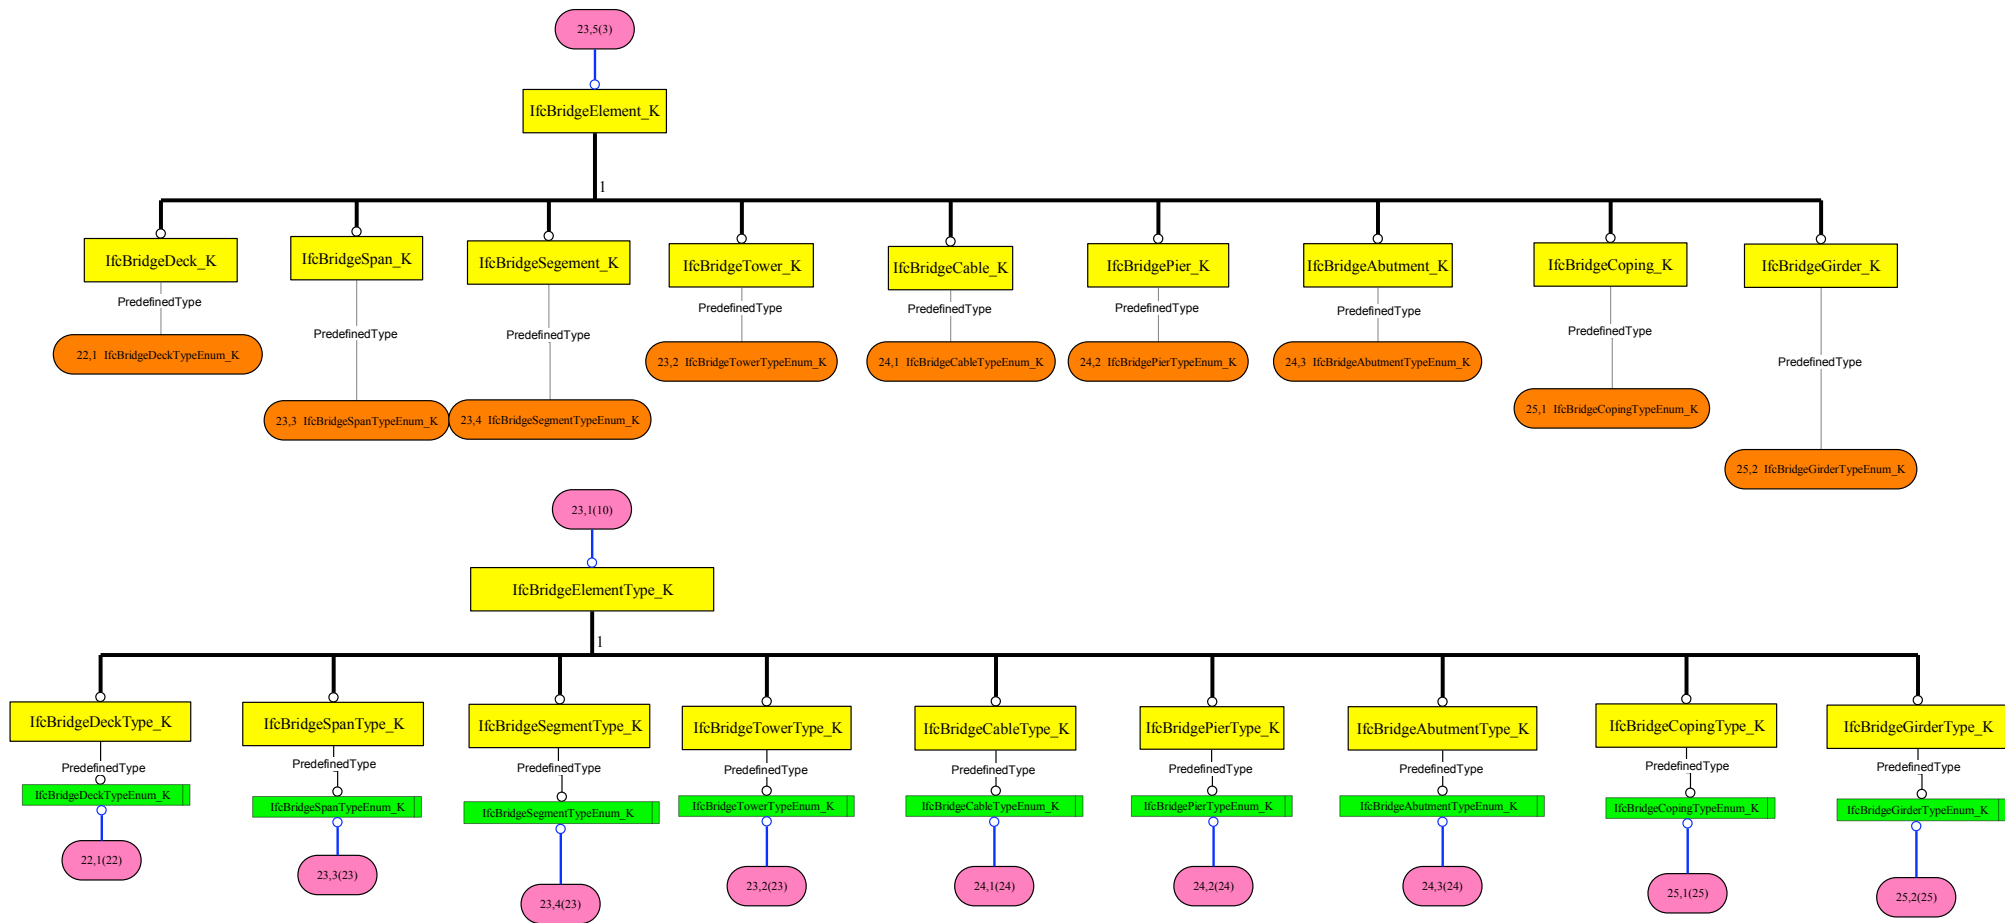 23,5(3)
IfcBridgeElement_K
1
IfcBridgeDeck_K
IfcBridgeSpan_K
IfcBridgeSegement_K
IfcBridgeTower_K
IfcBridgeCable_K
IfcBridgePier_K
IfcBridgeAbutment_K
IfcBridgeCoping_K
IfcBridgeGirder_K
PredefinedType
PredefinedType
PredefinedType
PredefinedType
PredefinedType
PredefinedType
PredefinedType
PredefinedType
PredefinedType
22,1 IfcBridgeDeckTypeEnum_K
23,3 IfcBridgeSpanTypeEnum_K
23,4 IfcBridgeSegmentTypeEnum_K
23,2 IfcBridgeTowerTypeEnum_K
24,1 IfcBridgeCableTypeEnum_K
24,2 IfcBridgePierTypeEnum_K
24,3 IfcBridgeAbutmentTypeEnum_K
25,1 IfcBridgeCopingTypeEnum_K
25,2 IfcBridgeGirderTypeEnum_K
23,1(10)
IfcBridgeElementType_K
1
IfcBridgeDeckType_K
IfcBridgeSpanType_K
IfcBridgeSegmentType_K
IfcBridgeTowerType_K
IfcBridgeCableType_K
IfcBridgePierType_K
IfcBridgeAbutmentType_K
IfcBridgeCopingType_K
IfcBridgeGirderType_K
PredefinedType
PredefinedType
PredefinedType
PredefinedType
PredefinedType
PredefinedType
PredefinedType
PredefinedType
PredefinedType
IfcBridgeDeckTypeEnum_K
IfcBridgeSpanTypeEnum_K
IfcBridgeSegmentTypeEnum_K
IfcBridgeTowerTypeEnum_K
IfcBridgeCableTypeEnum_K
IfcBridgePierTypeEnum_K
IfcBridgeAbutmentTypeEnum_K
IfcBridgeCopingTypeEnum_K
IfcBridgeGirderTypeEnum_K
22,1(22)
23,3(23)
23,4(23)
23,2(23)
24,1(24)
24,2(24)
24,3(24)
25,1(25)
25,2(25)